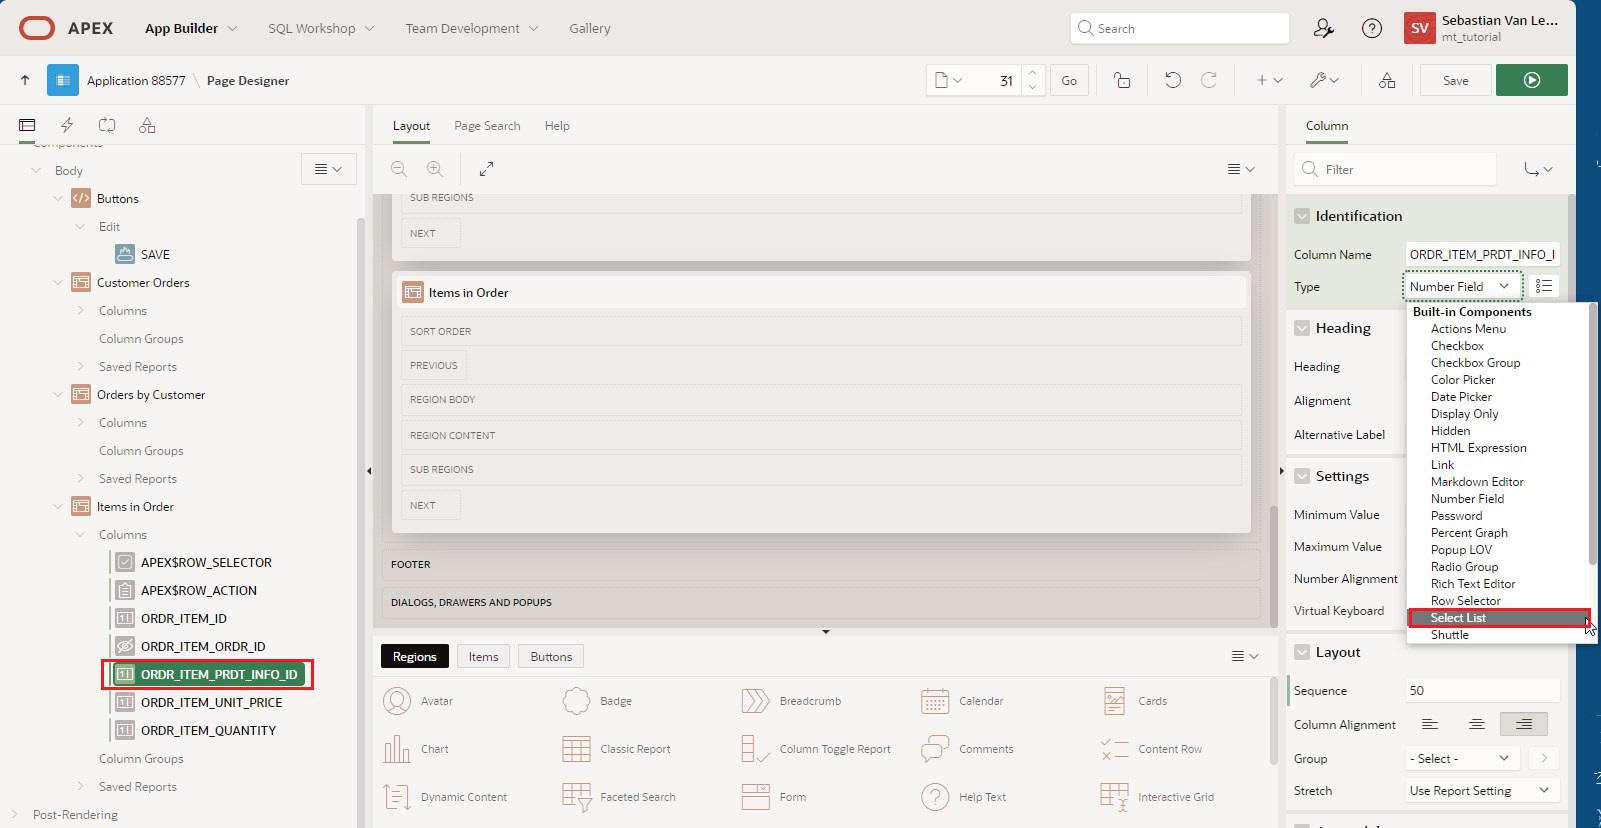 APEX
App Builder
SQL Workshop
Team Development
Gallery
Search
SV
Sebastian Van Le...
mt_tutorial
Application 88577 \ Page Designer
31
Go
Save
Components
Body
Buttons
Edit
SAVE
Customer Orders
Columns
Column Groups
Saved Reports
Orders by Customer
Columns
Column Groups
Saved Reports
Items in Order
Columns
APEX$ROW_SELECTOR
APEX$ROW_ACTION
ORDR_ITEM_ID
ORDR_ITEM_ORDR_ID
ORDR_ITEM_PRDT_INFO_ID
ORDR_ITEM_UNIT_PRICE
ORDR_ITEM_QUANTITY
Column Groups
Saved Reports
Post-Rendering
Layout
Page Search
Help
SUB REGIONS
NEXT
Items in Order
SORT ORDER
PREVIOUS
REGION BODY
REGION CONTENT
SUB REGIONS
NEXT
FOOTER
DIALOGS, DRAWERS AND POPUPS
Regions
Items
Buttons
Avatar
Badge
Breadcrumb
Calendar
Cards
Chart
Classic Report
Column Toggle Report
Comments
Content Row
Dynamic Content
Faceted Search
Form
Help Text
Interactive Grid
Column
Filter
Identification
Column Name
ORDR_ITEM_PRDT_INFO_I
Type
Number Field
Heading
Heading
Alignment
Alternative Label
Settings
Minimum Value
Maximum Value
Number Alignment
Virtual Keyboard
Built-in Components
Actions Menu
Checkbox
Checkbox Group
Color Picker
Date Picker
Display Only
Hidden
HTML Expression
Link
Markdown Editor
Number Field
Password
Percent Graph
Popup LOV
Radio Group
Rich Text Editor
Row Selector
Select List
Shuttle
Layout
Sequence
50
Column Alignment
Group
- Select -
Stretch
Use Report Setting